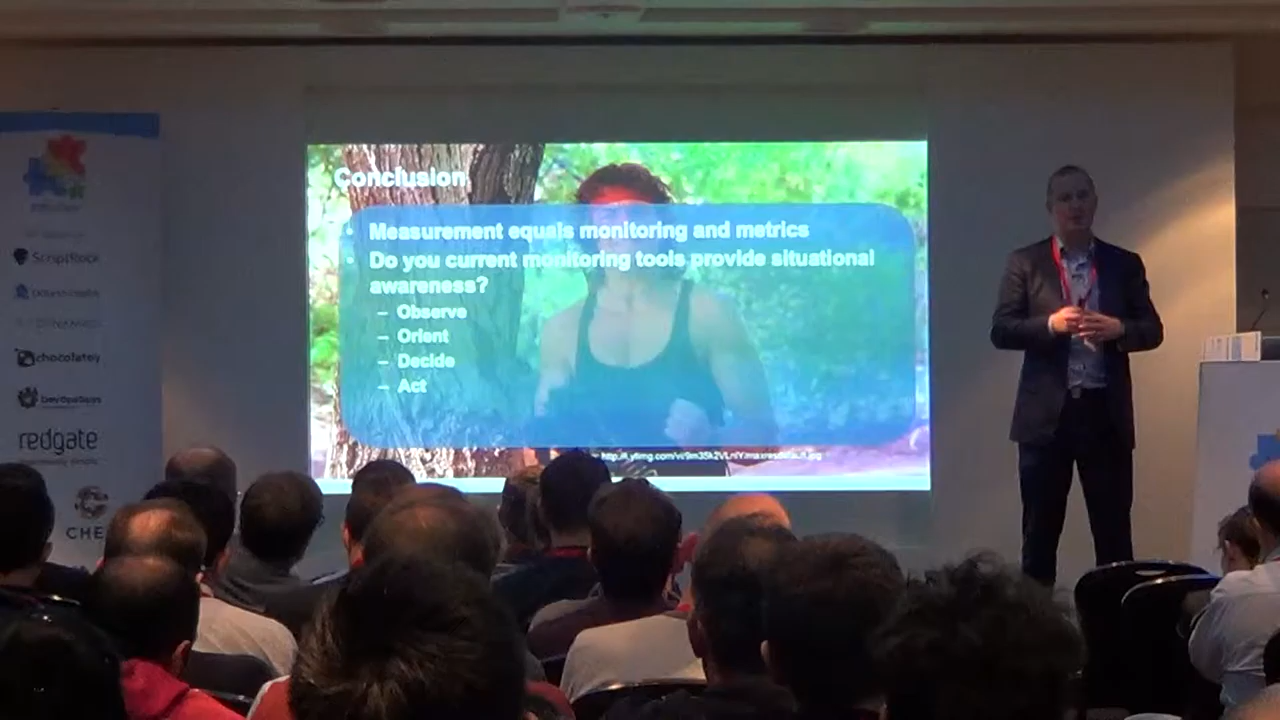 Conclusion
Measurement equals monitoring and metrics
Do you current monitoring tools provide situational
awareness?
– Observe
– Orient
– Decide
– Act
ScriptRock
chocolatey
redgate
CHE